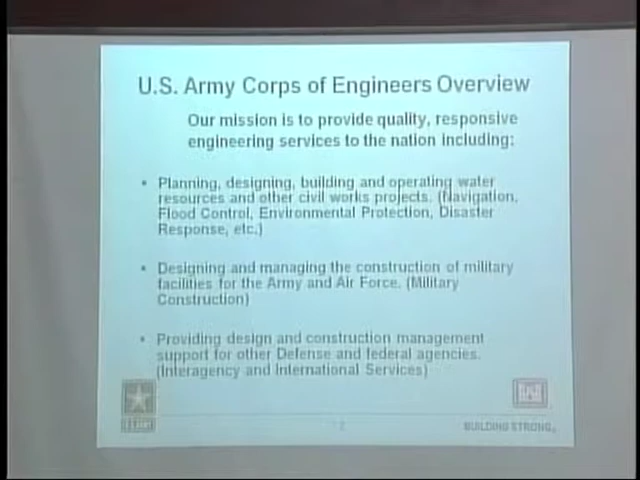 U.S. Army Corps of Engineers Overview
Our mission is to provide quality, responsive
engineering services to the nation including:
• Planning, designing, building and operating water
resources and other civil works projects. (Navigation,
Flood Control, Environmental Protection, Disaster
Response, etc.)
• Designing and managing the construction of military
facilities for the Army and Air Force. (Military
Construction)
• Providing design and construction management
support for other Defense and federal agencies.
(Interagency and International Services)
U.S. ARMY
2
BUILDING STRONG®